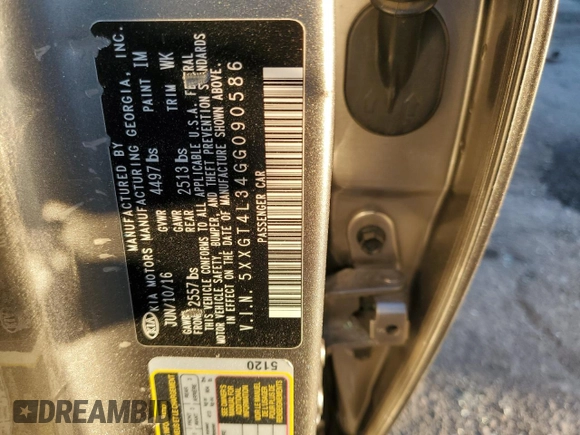 MANUFACTURED BY
KIA KIA MOTORS MANUFACTURING GEORGIA, INC.
JUN/10/16 4497 lbs PAINT IM
GVWR
GAWR FRONT 2557 lbs GAWR REAR 2513 lbs TRIM WK
THIS VEHICLE CONFORMS TO ALL APPLICABLE U.S.A. FEDERAL
MOTOR VEHICLE SAFETY, BUMPER, AND THEFT PREVENTION STANDARDS
IN EFFECT ON THE DATE OF MANUFACTURE SHOWN ABOVE.
V.I.N. 5XXGT4L34GG090586
PASSENGER CAR
5120
DREAMBID